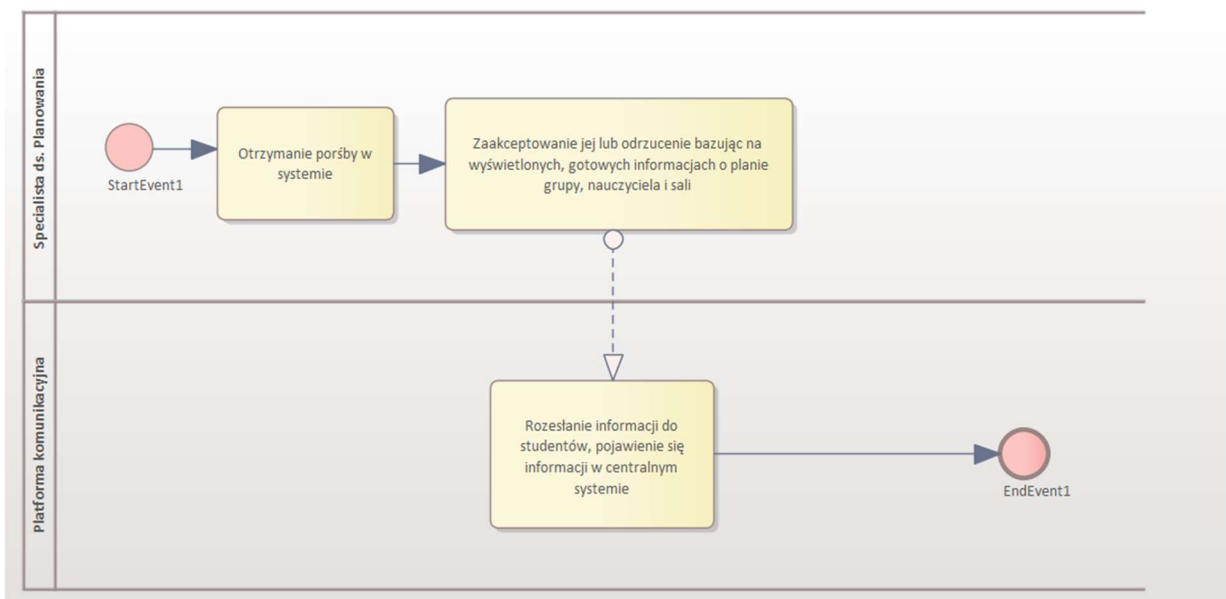 Specialista ds. Planowania
StartEvent1
Otrzymanie porśby w
systemie
Zaakceptowanie jej lub odrzucenie bazując na
wyświetlonych, gotowych informacjach o planie
grupy, nauczyciela i sali
Platforma komunikacyjna
Rozesłanie informacji do
studentów, pojawienie się
informacji w centralnym
systemie
EndEvent1